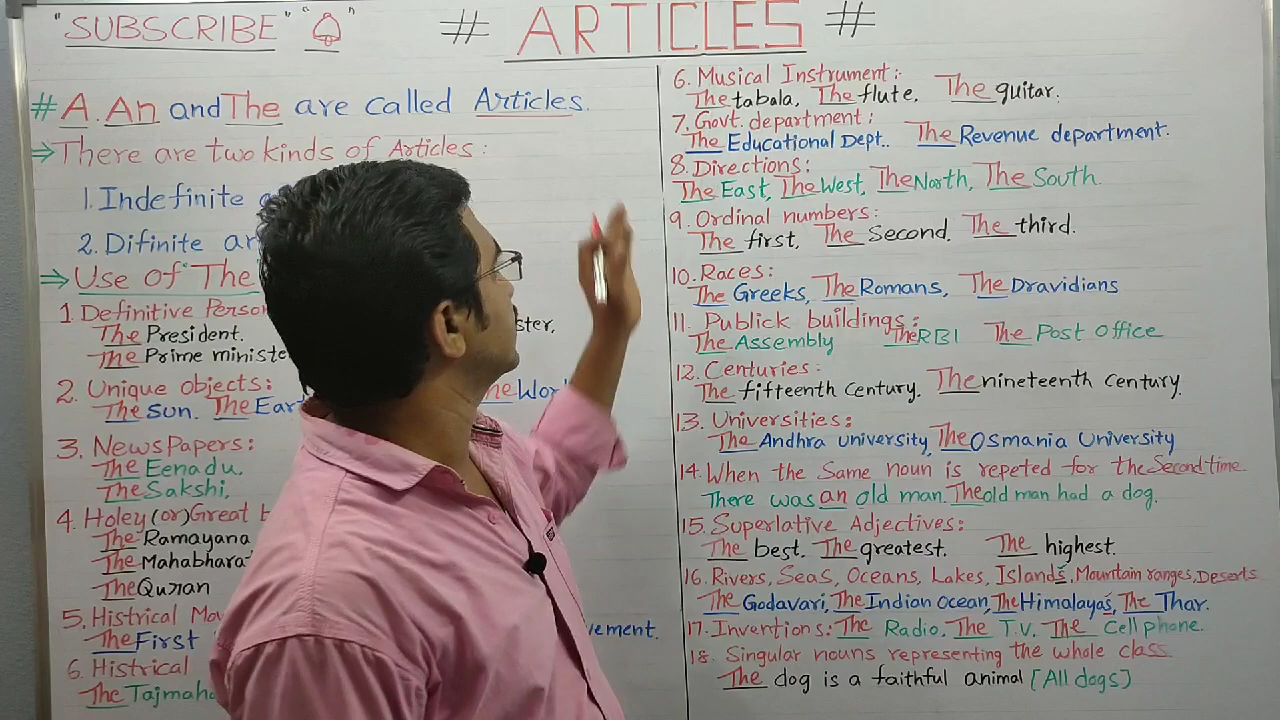 "SUBSCRIBE" "
# ARTICLES #
# A. An and The are called Articles.
⇒ There are two kinds of Articles:
1. Indefinite
2. Difinite
⇒ Use of "The
1. Definitive
The President.
The Prime ster,
2. Unique objects:
The Sun. The
3. NewsPapers:
The Eenadu.
The Sakshi,
4. Holey (or) Great
The Ramayana
The
The Quran
5. Histrical
The First vement.
6. Histrical
The
6. Musical Instrument:-
The tabala, The flute, The guitar.
7. Govt. department:
The Educational Dept.. The Revenue department.
8. Directions:
The East, The West, The North, The South.
9. Ordinal numbers:
The first, The Second, The third.
10. Races:
The Greeks, The Romans, The Dravidians
11. Publick buildings:
The Assembly The RBI The Post Office
12. Centuries:
The fifteenth century. The nineteenth century.
13. Universities:
The Andhra university, The Osmania University
14. When the Same noun is repeted for the Second time
There was an old man. The old man had a dog.
15. Superlative Adjectives:
The best. The greatest. The highest.
16. Rivers, Seas, Oceans, Lakes, Islands, Mountain ranges, Deserts
The Godavari, The Indian Ocean, The Himalayas, The Thar.
17. Inventions: The Radio. The T.V. The Cell phone.
18. Singular nouns representing the whole class
The dog is a faithful animal [All dogs]